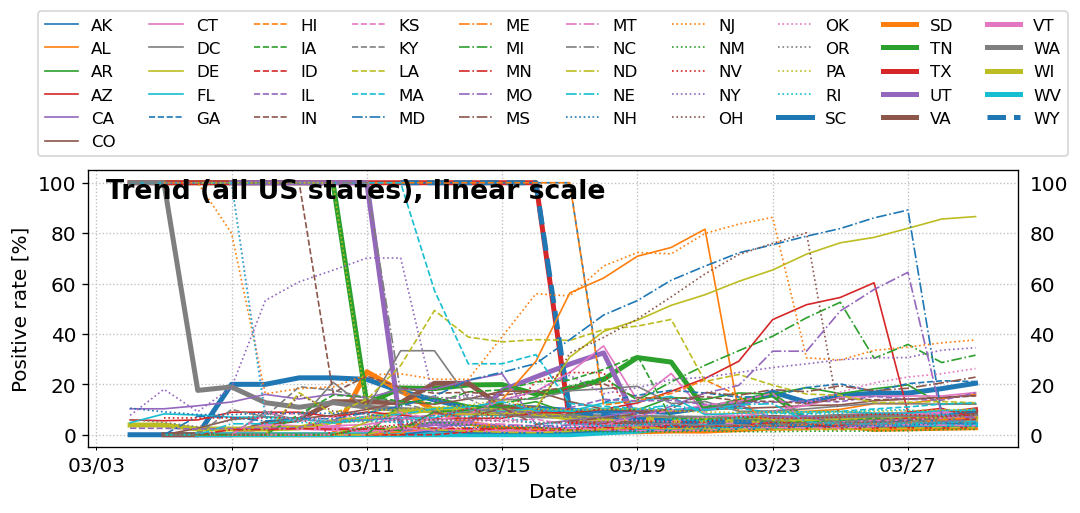 AK CT HI KS ME MT NJ OK SD VT
AL DC IA KY MI NC NM OR TN WA
AR DE ID LA MN ND NV PA TX WI
AZ FL IL MA MO NE NY RI UT WV
CA GA IN MD MS NH OH SC VA WY
CO
Trend (all US states), linear scale
100 100
80 80
60 60
40 40
20 20
0 0
Positive rate [%]
03/03 03/07 03/11 03/15 03/19 03/23 03/27
Date